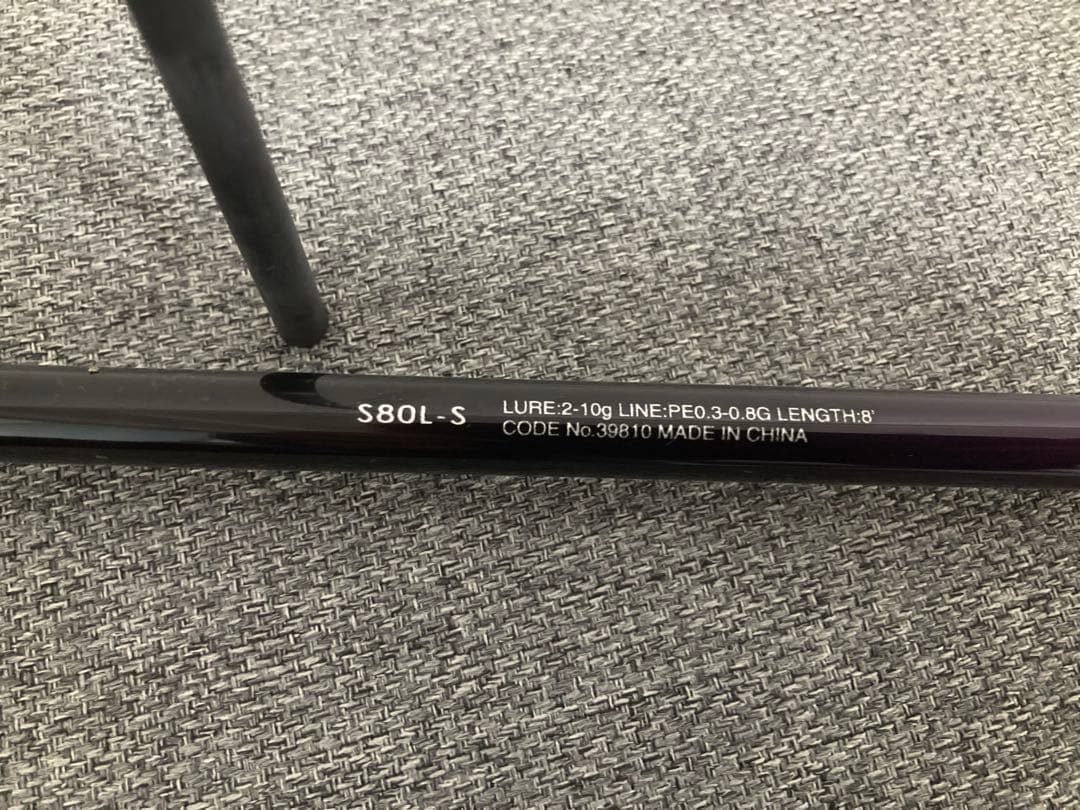 S80L-S
LURE:2-10g LINE:PE0.3-0.8G LENGTH:8'
CODE No.39810 MADE IN CHINA